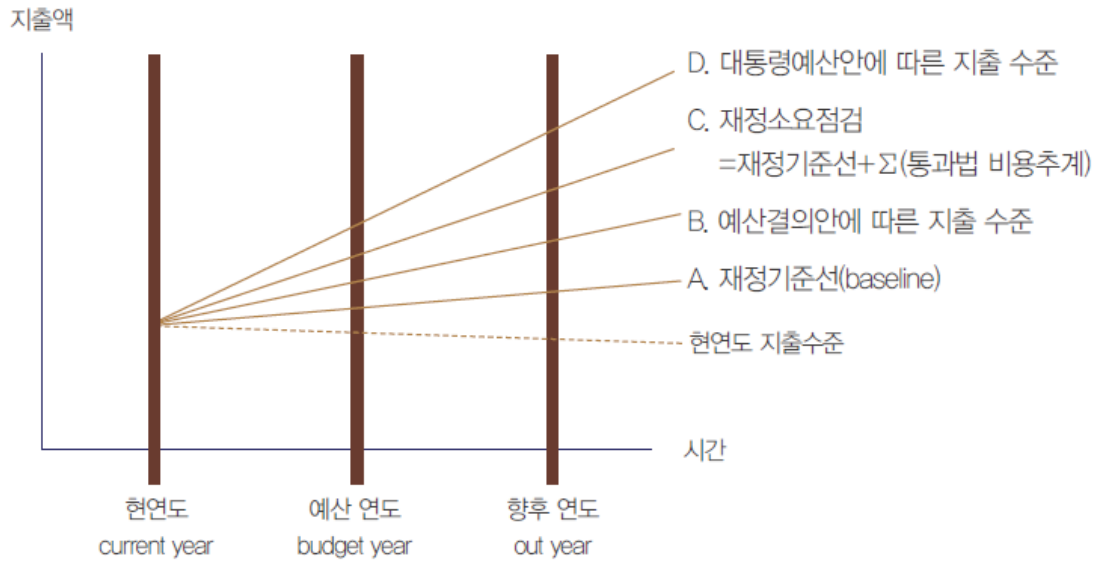 지출액
D. 대통령예산안에 따른 지출 수준
C. 재정소요점검
=재정기준선+Σ(통과법 비용추계)
B. 예산결의안에 따른 지출 수준
A. 재정기준선(baseline)
현연도 지출수준
시간
현연도
current year
예산 연도
budget year
향후 연도
out year